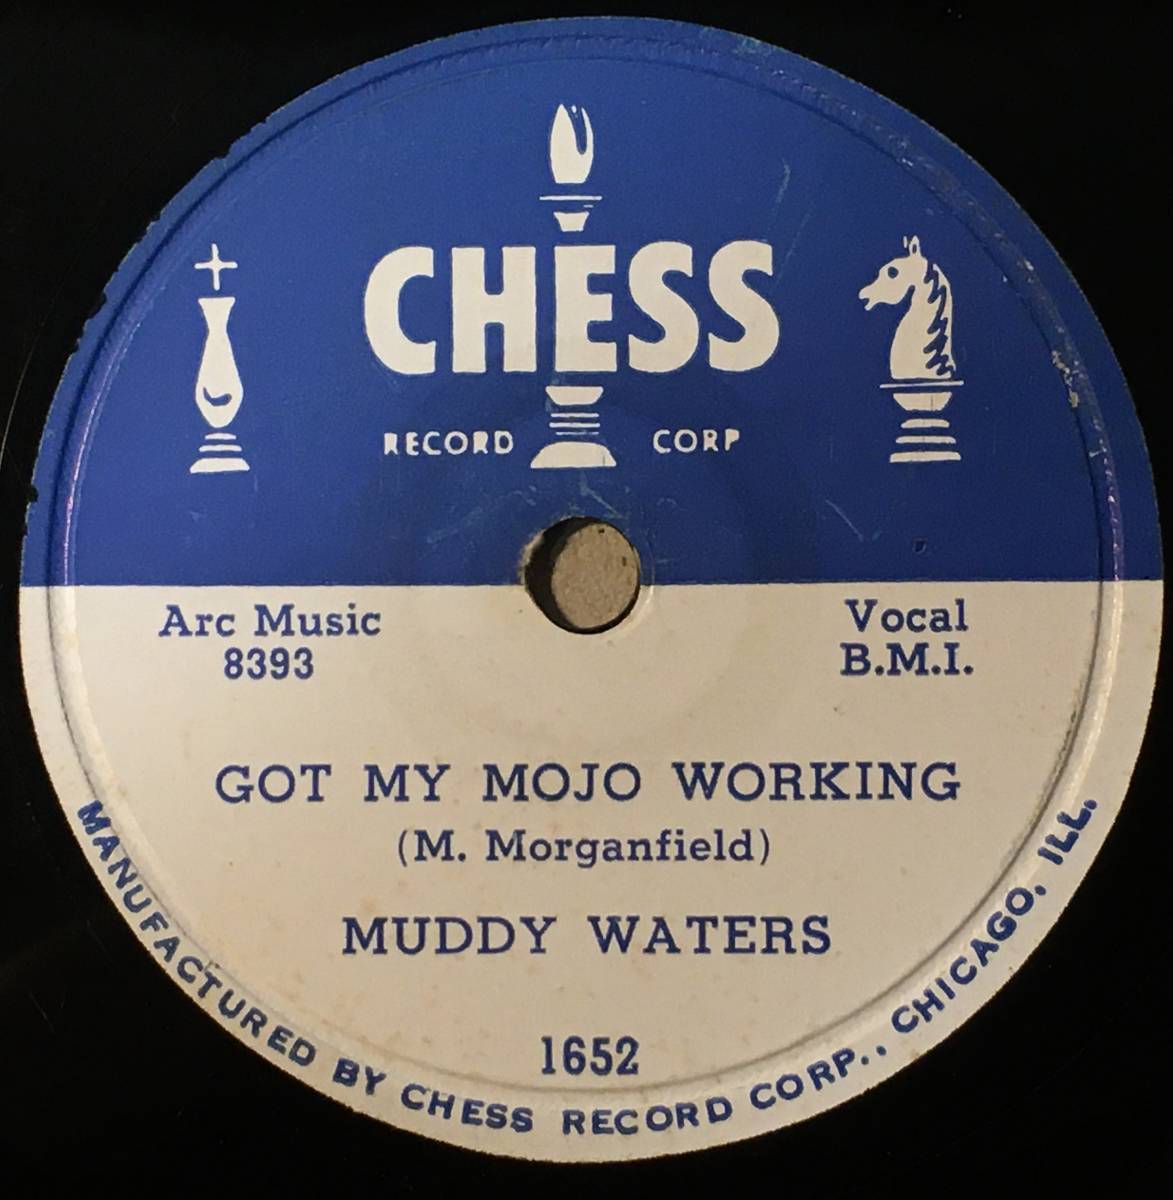 CHESS
RECORD CORP
Arc Music
8393
Vocal
B.M.I.
GOT MY MOJO WORKING
(M. Morganfield)
MUDDY WATERS
1652
MANUFACTURED BY CHESS RECORD CORP., CHICAGO, ILL.